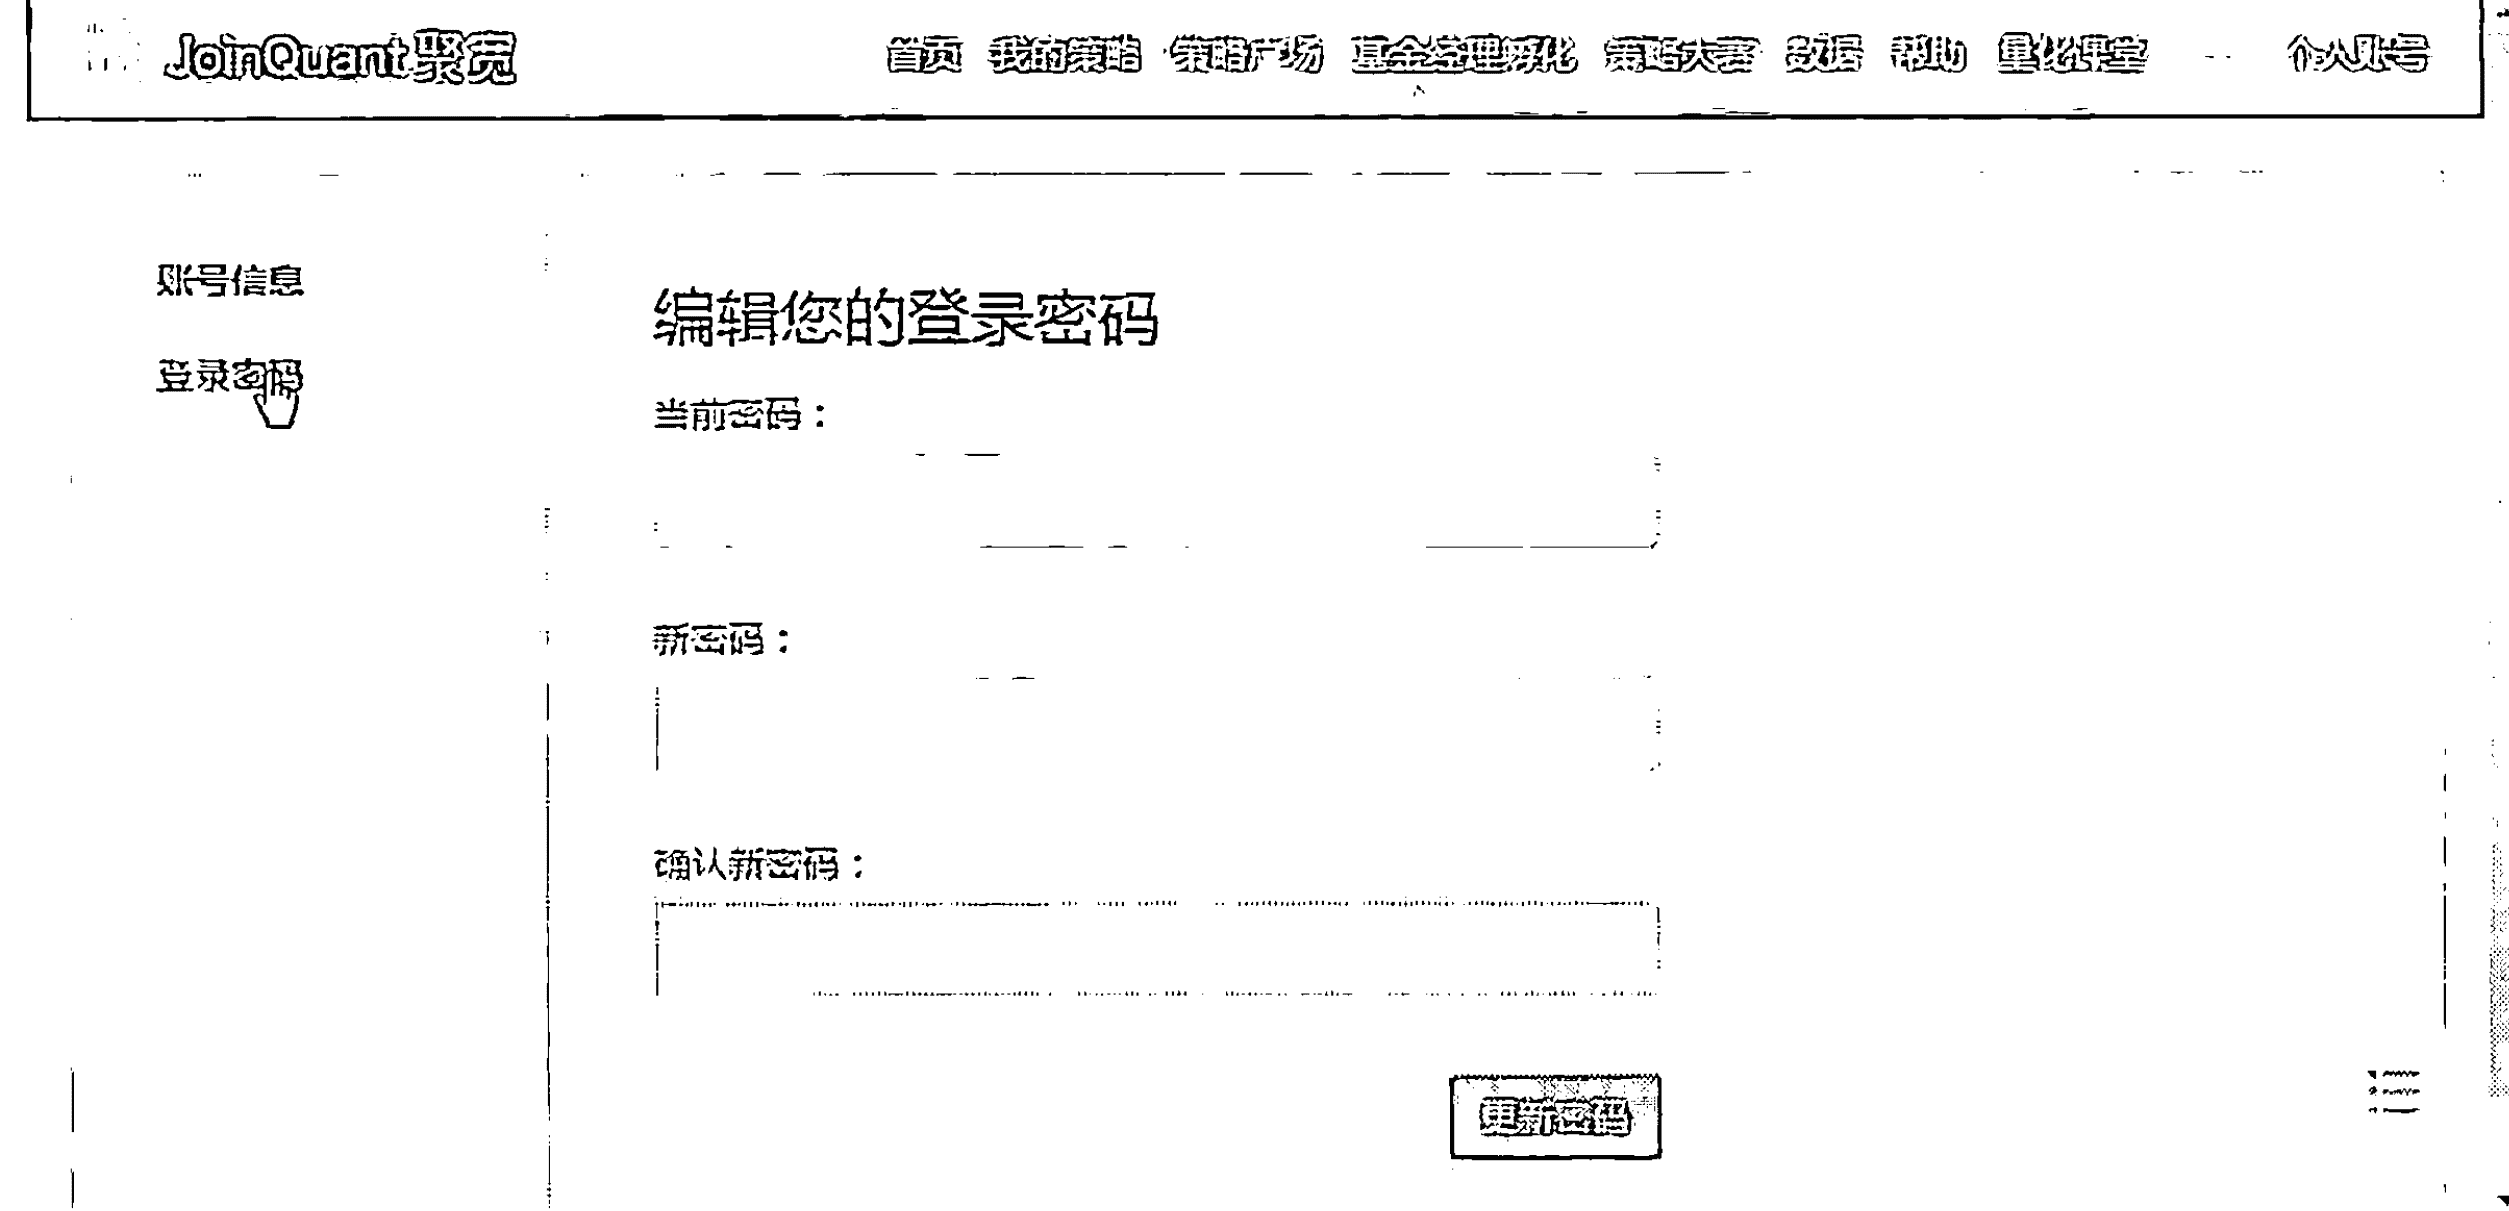 JoinQuant聚宽
首页 我的策略 策略广场 基金经理孵化 策略大赛 数据 帮助 量化课堂 个人账号
账号信息
登录密码
编辑您的登录密码
当前密码：
新密码：
确认新密码：
更新密码